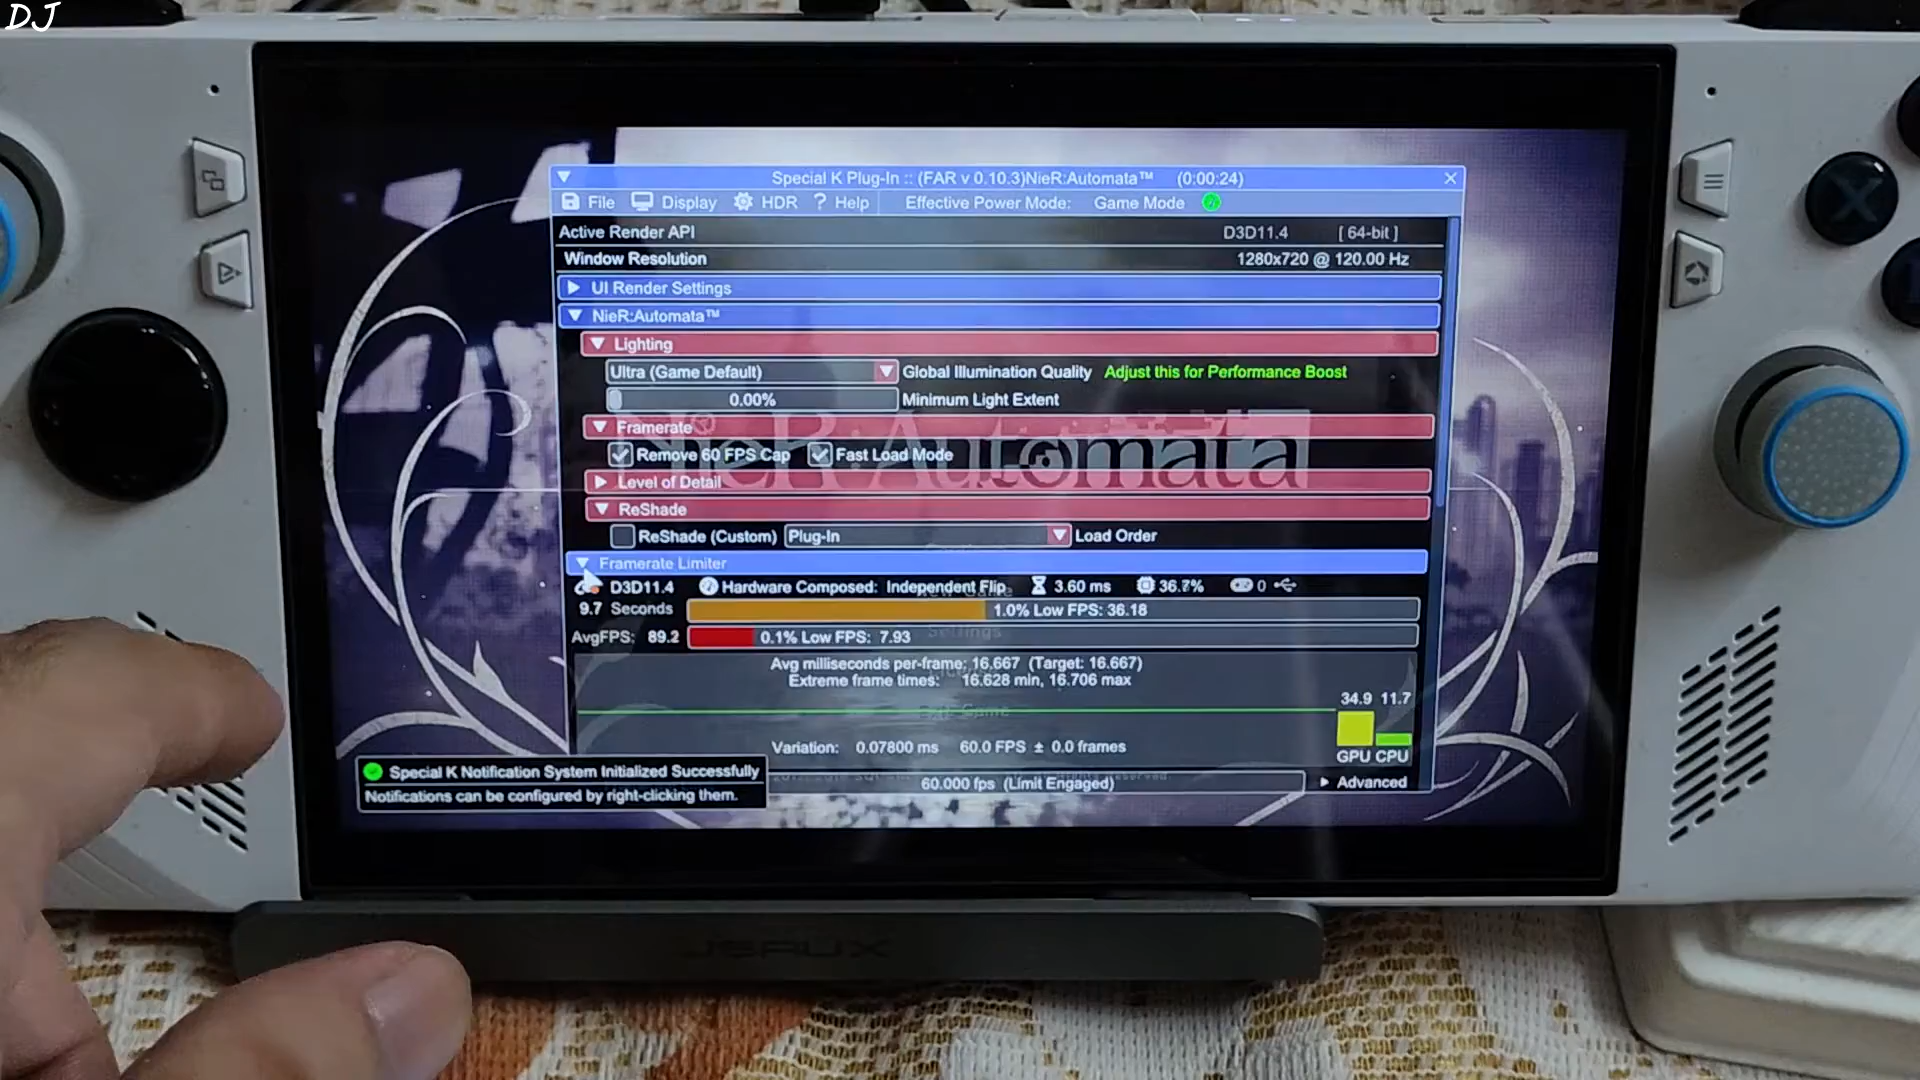 DJ
Special K Plug-In :: (FAR v 0.10.3)NieR:Automata™ (0:00:24)
File Display HDR ? Help Effective Power Mode: Game Mode
Active Render API D3D11.4 [ 64-bit ]
Window Resolution 1280x720 @ 120.00 Hz
UI Render Settings
NieR:Automata™
Lighting
Ultra (Game Default) Global Illumination Quality Adjust this for Performance Boost
0.00% Minimum Light Extent
Framerate
NieR:Automata
Remove 60 FPS Cap Fast Load Mode
Level of Detail
ReShade
ReShade (Custom) Plug-In Load Order
Framerate Limiter
D3D11.4 Hardware Composed: Independent Flip 3.60 ms 36.7% 0
9.7 Seconds 1.0% Low FPS: 36.18
Settings
AvgFPS: 89.2 0.1% Low FPS: 7.93
Avg milliseconds per-frame: 16.667 (Target: 16.667)
Extreme frame times: 16.628 min, 16.706 max
34.9 11.7
Game
Variation: 0.07800 ms 60.0 FPS ± 0.0 frames
GPU CPU
Special K Notification System Initialized Successfully
60.000 fps (Limit Engaged) Advanced
Notifications can be configured by right-clicking them.
JSAUX